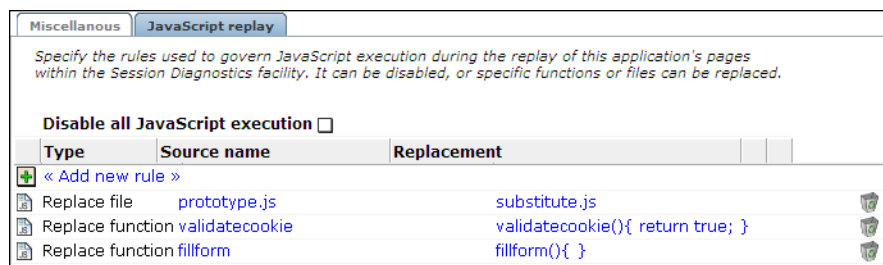 Miscellanous JavaScript replay
Specify the rules used to govern JavaScript execution during the replay of this application's pages
within the Session Diagnostics facility. It can be disabled, or specific functions or files can be replaced.
Disable all JavaScript execution
Type Source name Replacement
« Add new rule »
Replace file prototype.js substitute.js
Replace function validatecookie validatecookie(){ return true; }
Replace function fillform fillform(){ }